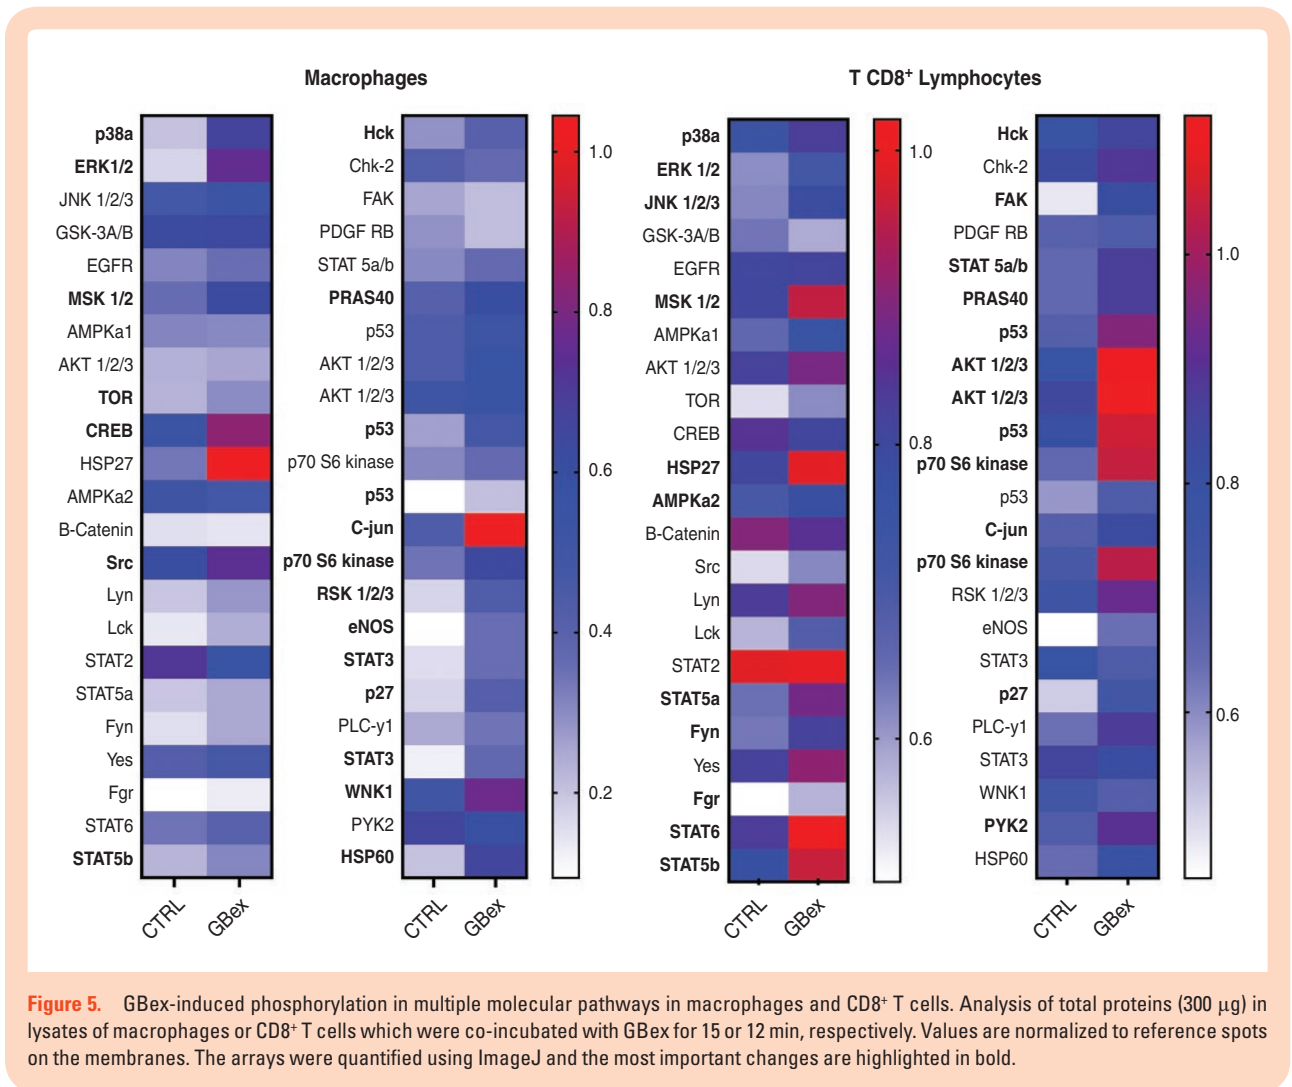 Macrophages
T CD8+ Lymphocytes
p38a
ERK1/2
JNK 1/2/3
GSK-3A/B
EGFR
MSK 1/2
AMPKa1
AKT 1/2/3
TOR
CREB
HSP27
AMPKa2
B-Catenin
Src
Lyn
Lck
STAT2
STAT5a
Fyn
Yes
Fgr
STAT6
STAT5b
CTRL
GBex
Hck
Chk-2
FAK
PDGF RB
STAT 5a/b
PRAS40
p53
AKT 1/2/3
AKT 1/2/3
p53
p70 S6 kinase
p53
C-jun
p70 S6 kinase
RSK 1/2/3
eNOS
STAT3
p27
PLC-y1
STAT3
WNK1
PYK2
HSP60
CTRL
GBex
1.0
0.8
0.6
0.4
0.2
p38a
ERK 1/2
JNK 1/2/3
GSK-3A/B
EGFR
MSK 1/2
AMPKa1
AKT 1/2/3
TOR
CREB
HSP27
AMPKa2
B-Catenin
Src
Lyn
Lck
STAT2
STAT5a
Fyn
Yes
Fgr
STAT6
STAT5b
CTRL
GBex
1.0
0.8
0.6
Hck
Chk-2
FAK
PDGF RB
STAT 5a/b
PRAS40
p53
AKT 1/2/3
AKT 1/2/3
p53
p70 S6 kinase
p53
C-jun
p70 S6 kinase
RSK 1/2/3
eNOS
STAT3
p27
PLC-y1
STAT3
WNK1
PYK2
HSP60
CTRL
GBex
1.0
0.8
0.6
Figure 5. GBex-induced phosphorylation in multiple molecular pathways in macrophages and CD8+ T cells. Analysis of total proteins (300 µg) in
lysates of macrophages or CD8+ T cells which were co-incubated with GBex for 15 or 12 min, respectively. Values are normalized to reference spots
on the membranes. The arrays were quantified using ImageJ and the most important changes are highlighted in bold.